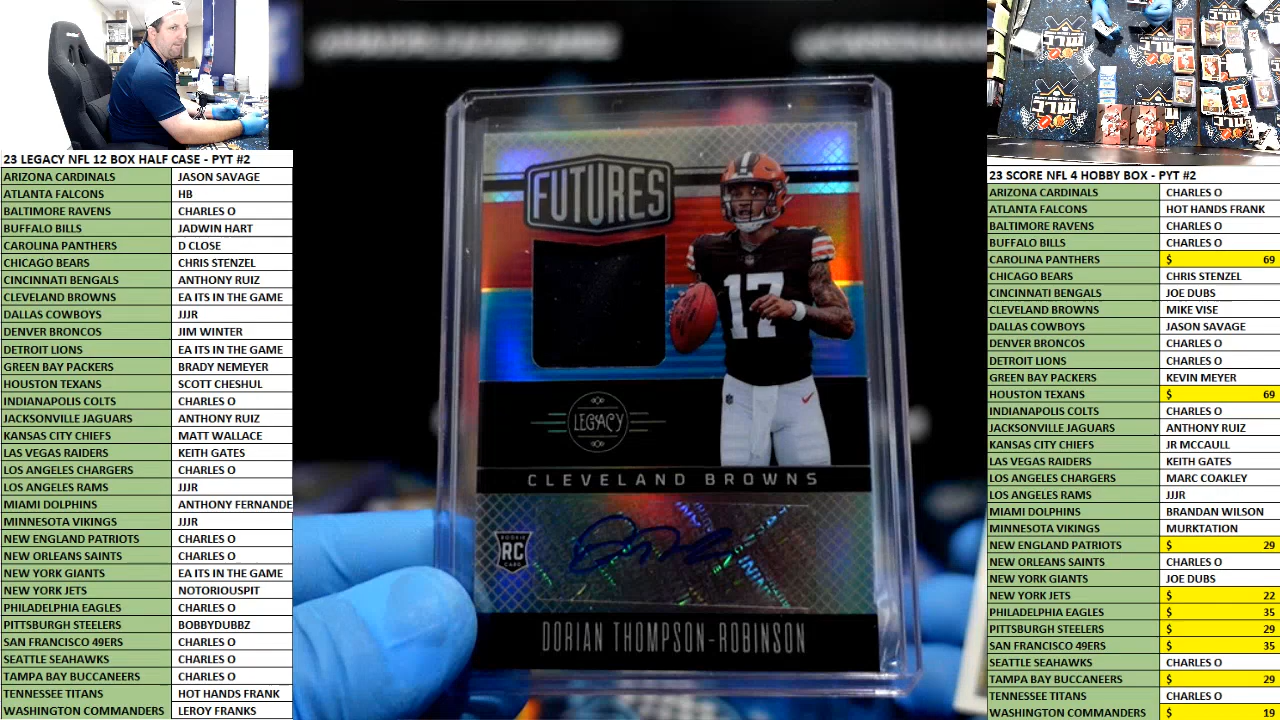 23 LEGACY NFL 12 BOX HALF CASE - PYT #2
ARIZONA CARDINALS JASON SAVAGE
ATLANTA FALCONS HB
BALTIMORE RAVENS CHARLES O
BUFFALO BILLS JADWIN HART
CAROLINA PANTHERS D CLOSE
CHICAGO BEARS CHRIS STENZEL
CINCINNATI BENGALS ANTHONY RUIZ
CLEVELAND BROWNS EA ITS IN THE GAME
DALLAS COWBOYS JJJR
DENVER BRONCOS JIM WINTER
DETROIT LIONS EA ITS IN THE GAME
GREEN BAY PACKERS BRADY NEMEYER
HOUSTON TEXANS SCOTT CHESHUL
INDIANAPOLIS COLTS CHARLES O
JACKSONVILLE JAGUARS ANTHONY RUIZ
KANSAS CITY CHIEFS MATT WALLACE
LAS VEGAS RAIDERS KEITH GATES
LOS ANGELES CHARGERS CHARLES O
LOS ANGELES RAMS JJJR
MIAMI DOLPHINS ANTHONY FERNANDE
MINNESOTA VIKINGS JJJR
NEW ENGLAND PATRIOTS CHARLES O
NEW ORLEANS SAINTS CHARLES O
NEW YORK GIANTS EA ITS IN THE GAME
NEW YORK JETS NOTORIOUSPIT
PHILADELPHIA EAGLES CHARLES O
PITTSBURGH STEELERS BOBBYDUBBZ
SAN FRANCISCO 49ERS CHARLES O
SEATTLE SEAHAWKS CHARLES O
TAMPA BAY BUCCANEERS CHARLES O
TENNESSEE TITANS HOT HANDS FRANK
WASHINGTON COMMANDERS LEROY FRANKS
FUTURES
17
LEGACY
CLEVELAND BROWNS
ROOKIE
RC
CARD
DORIAN THOMPSON-ROBINSON
23 SCORE NFL 4 HOBBY BOX - PYT #2
ARIZONA CARDINALS CHARLES O
ATLANTA FALCONS HOT HANDS FRANK
BALTIMORE RAVENS CHARLES O
BUFFALO BILLS CHARLES O
CAROLINA PANTHERS $ 69
CHICAGO BEARS CHRIS STENZEL
CINCINNATI BENGALS JOE DUBS
CLEVELAND BROWNS MIKE VISE
DALLAS COWBOYS JASON SAVAGE
DENVER BRONCOS CHARLES O
DETROIT LIONS CHARLES O
GREEN BAY PACKERS KEVIN MEYER
HOUSTON TEXANS $ 69
INDIANAPOLIS COLTS CHARLES O
JACKSONVILLE JAGUARS ANTHONY RUIZ
KANSAS CITY CHIEFS JR MCCAULL
LAS VEGAS RAIDERS KEITH GATES
LOS ANGELES CHARGERS MARC COAKLEY
LOS ANGELES RAMS JJJR
MIAMI DOLPHINS BRANDAN WILSON
MINNESOTA VIKINGS MURKTATION
NEW ENGLAND PATRIOTS $ 29
NEW ORLEANS SAINTS CHARLES O
NEW YORK GIANTS JOE DUBS
NEW YORK JETS $ 22
PHILADELPHIA EAGLES $ 35
PITTSBURGH STEELERS $ 29
SAN FRANCISCO 49ERS $ 35
SEATTLE SEAHAWKS CHARLES O
TAMPA BAY BUCCANEERS $ 29
TENNESSEE TITANS CHARLES O
WASHINGTON COMMANDERS $ 19